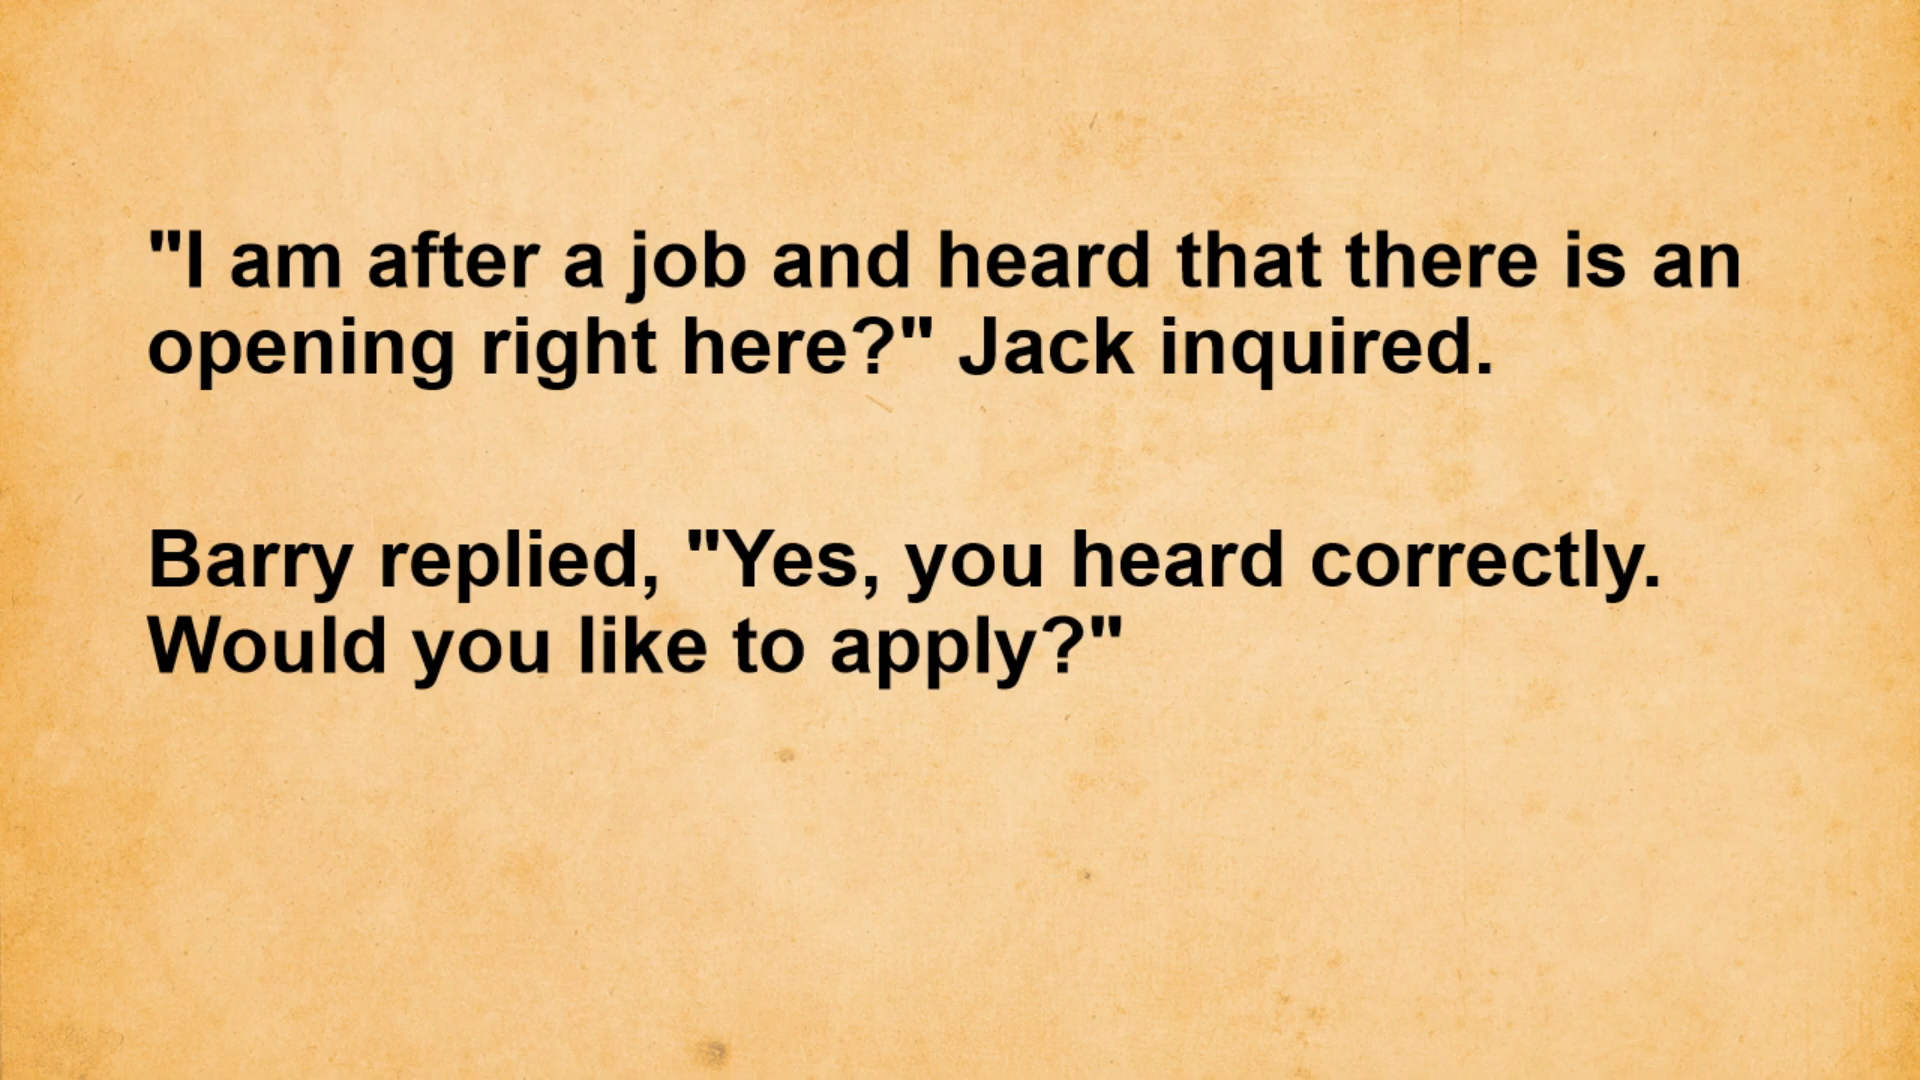 "I am after a job and heard that there is an
opening right here?" Jack inquired.
Barry replied, "Yes, you heard correctly.
Would you like to apply?"